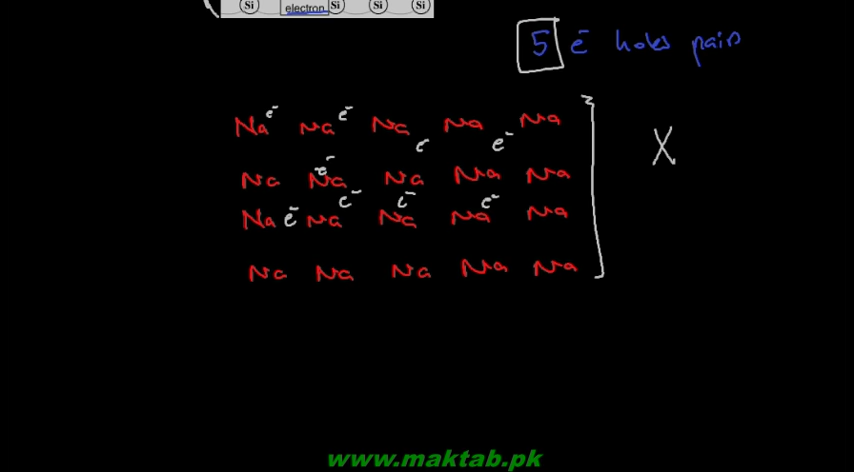 Si electron Si Si Si
5 e⁻ holes pairs
Na e⁻ Na e⁻ Na Na Na
e⁻ e⁻
X
e⁻
Na Na Na Na Na
e⁻ e⁻ e⁻
Na e⁻ Na Na Na Na
Na Na Na Na Na
www.maktab.pk